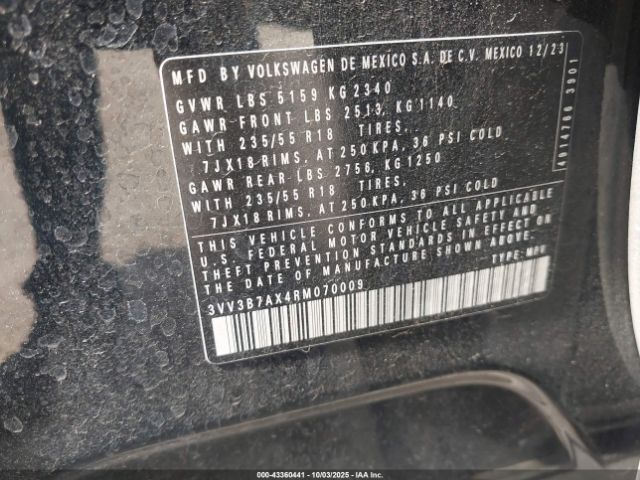 MFD BY VOLKSWAGEN DE MEXICO S.A. DE C.V. MEXICO 12/23
GVWR LBS 5159 KG 2340
GAWR FRONT LBS 2513, KG 1140
WITH 235/55 R18 TIRES,
7JX18 RIMS, AT 250 KPA, 36 PSI COLD
GAWR REAR LBS 2756, KG 1250
WITH 235/55 R18 TIRES,
7JX18 RIMS, AT 250 KPA, 36 PSI COLD
THIS VEHICLE CONFORMS TO ALL APPLICABLE
U.S. FEDERAL MOTOR VEHICLE SAFETY AND
THEFT PREVENTION STANDARDS IN EFFECT ON
THE DATE OF MANUFACTURE SHOWN ABOVE.
3VV3B7AX4RM070009
TYPE: MPV
3901
000-43360441 - 10/03/2025 - IAA, Inc.